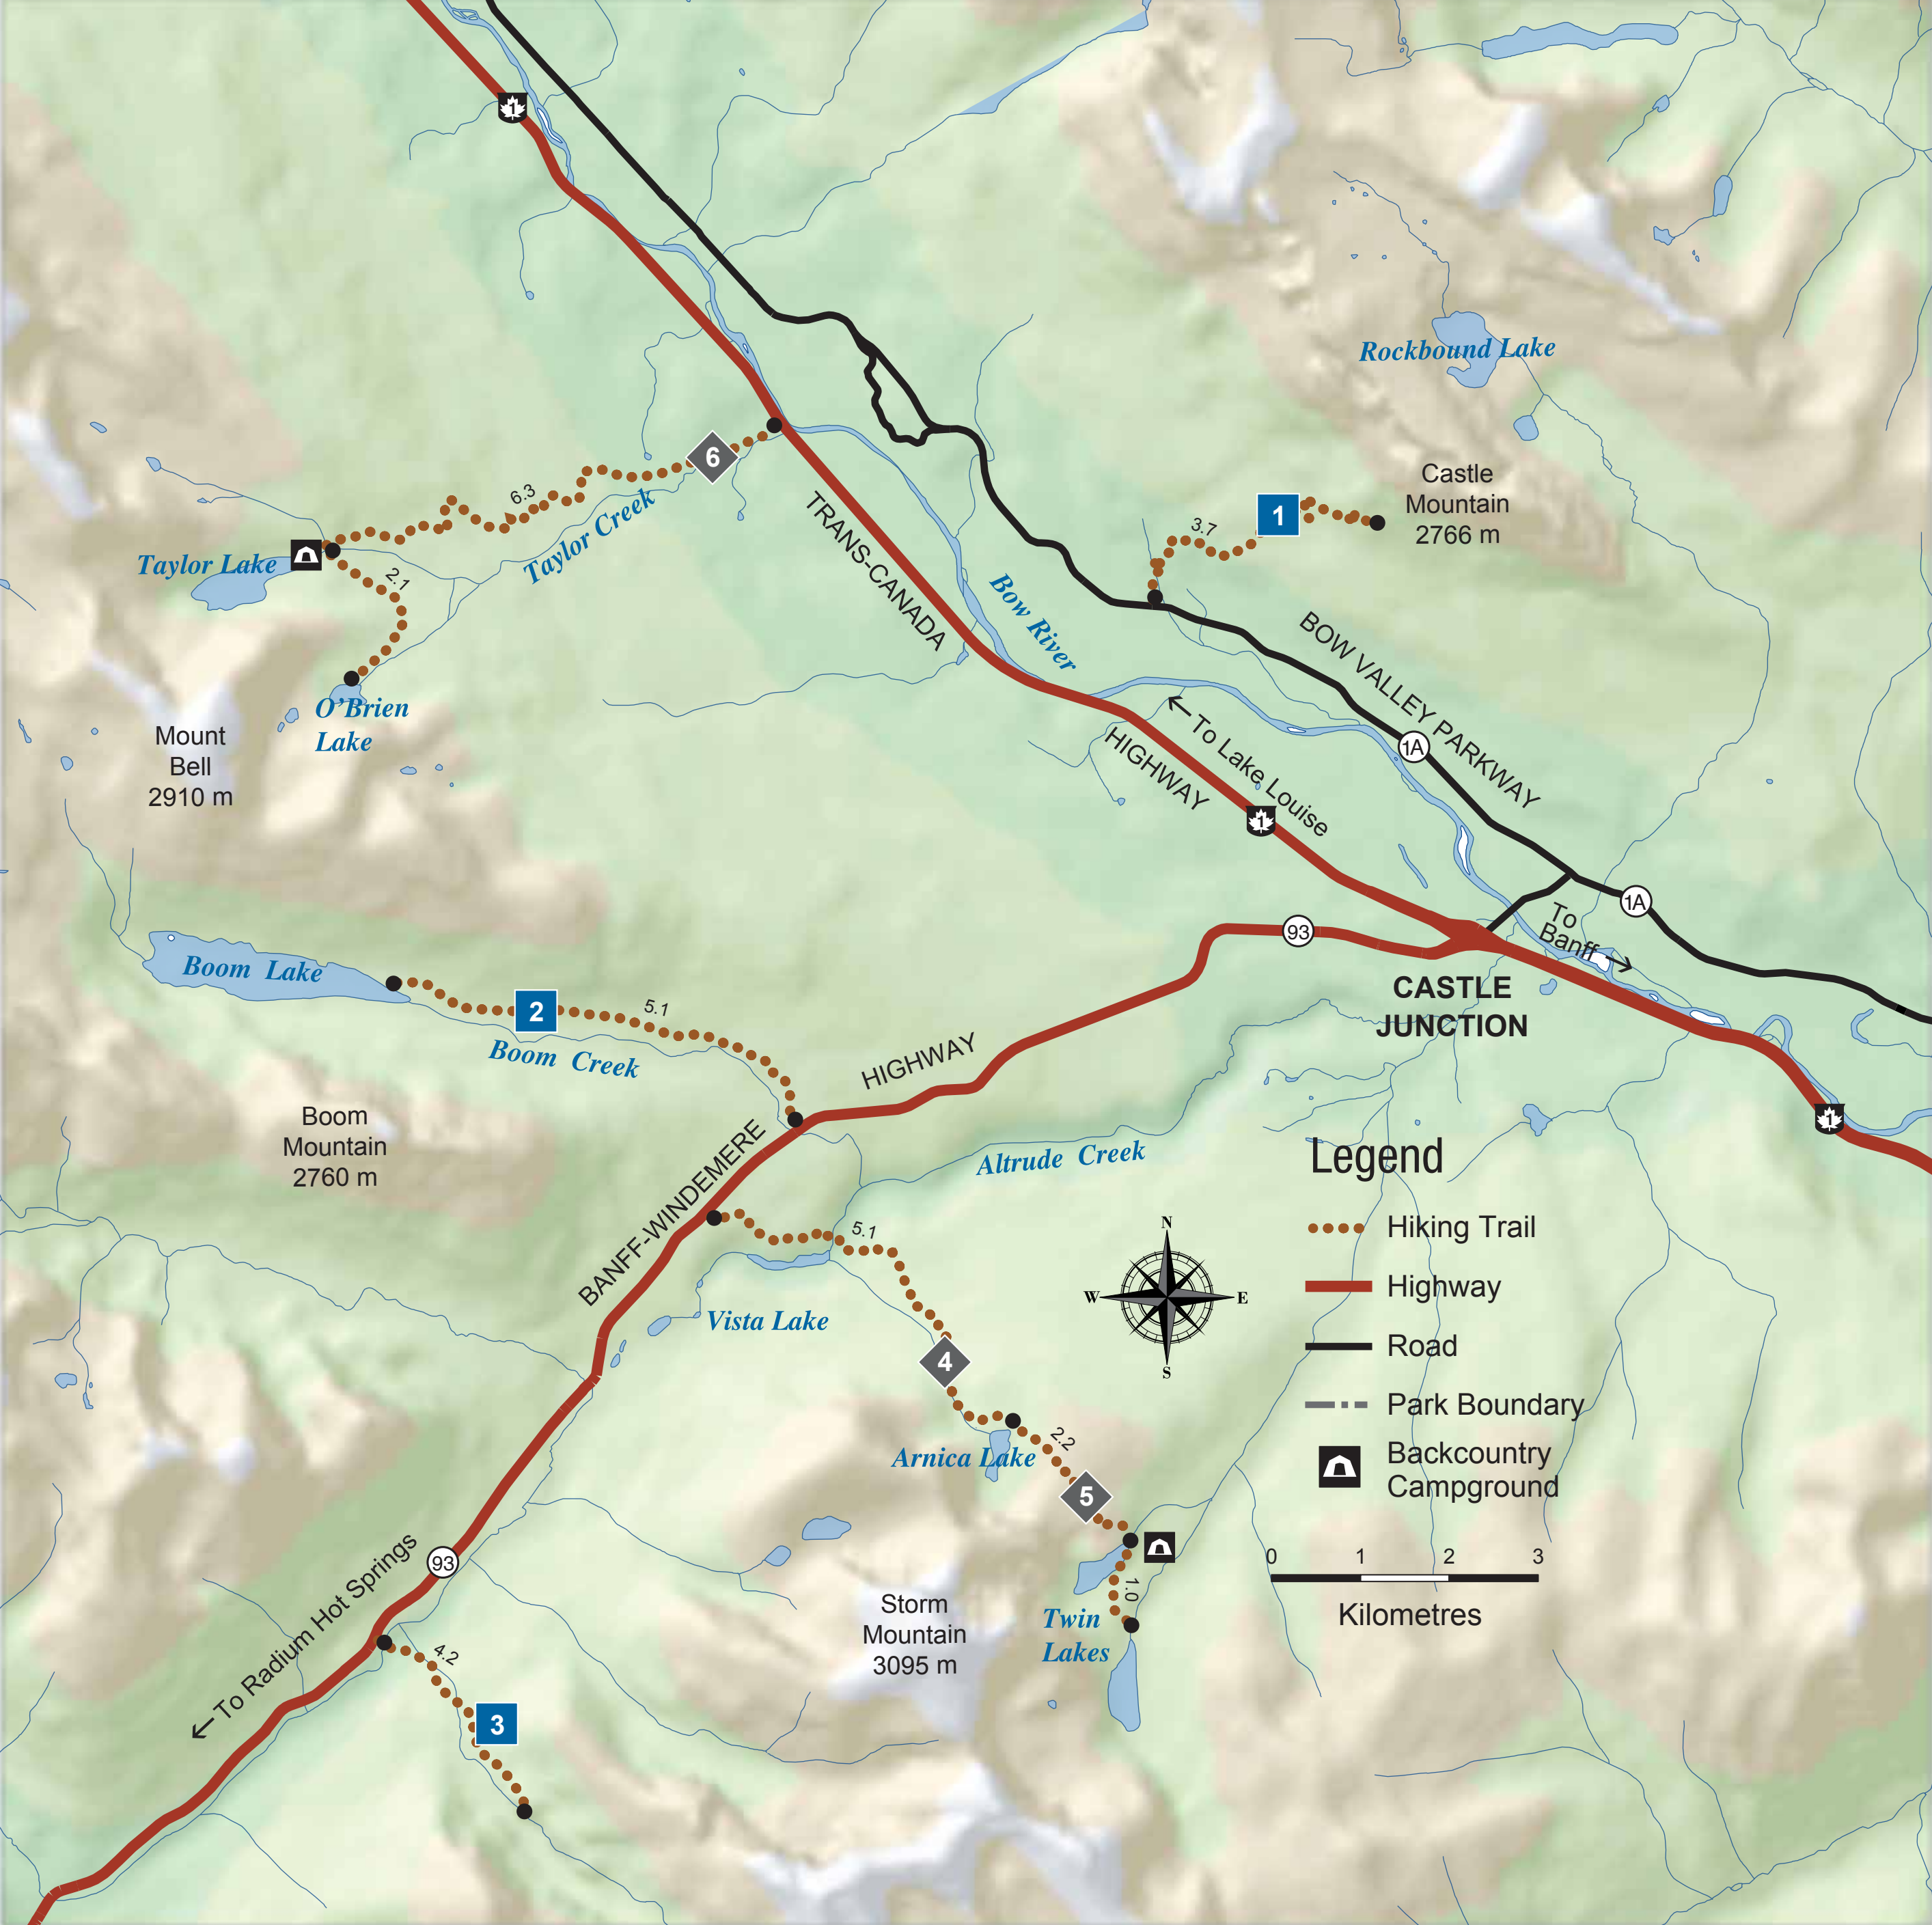 1
Rockbound Lake
Castle
Mountain
2766 m
6
6.3
1
3.7
Taylor Creek
TRANS-CANADA
Taylor Lake
2.1
Bow River
BOW VALLEY PARKWAY
O'Brien
Lake
Mount
Bell
2910 m
To Lake Louise
HIGHWAY
1A
1
1A
To
Banff
93
Boom Lake
2
5.1
Boom Creek
CASTLE
JUNCTION
HIGHWAY
Boom
Mountain
2760 m
1
BANFF-WINDEMERE
Altrude Creek
5.1
Vista Lake
4
Arnica Lake
2.2
5
1.0
Twin
Lakes
Storm
Mountain
3095 m
93
To Radium Hot Springs
4.2
3
N
W
E
S
Legend
Hiking Trail
Highway
Road
Park Boundary
Backcountry
Campground
0 1 2 3
Kilometres